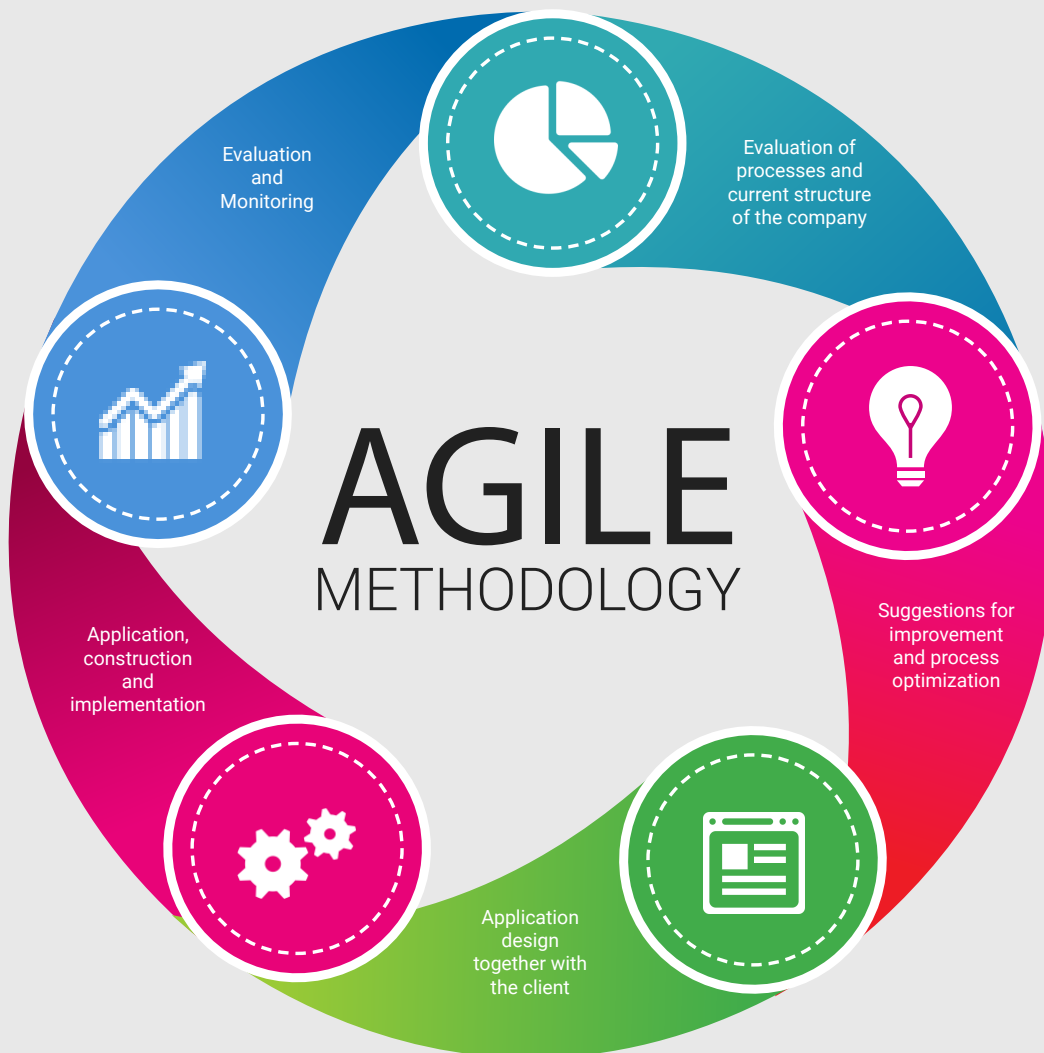 AGILE
METHODOLOGY
Evaluation of
processes and
current structure
of the company
Suggestions for
improvement
and process
optimization
Application
design
together with
the client
Application,
construction
and
implementation
Evaluation
and
Monitoring